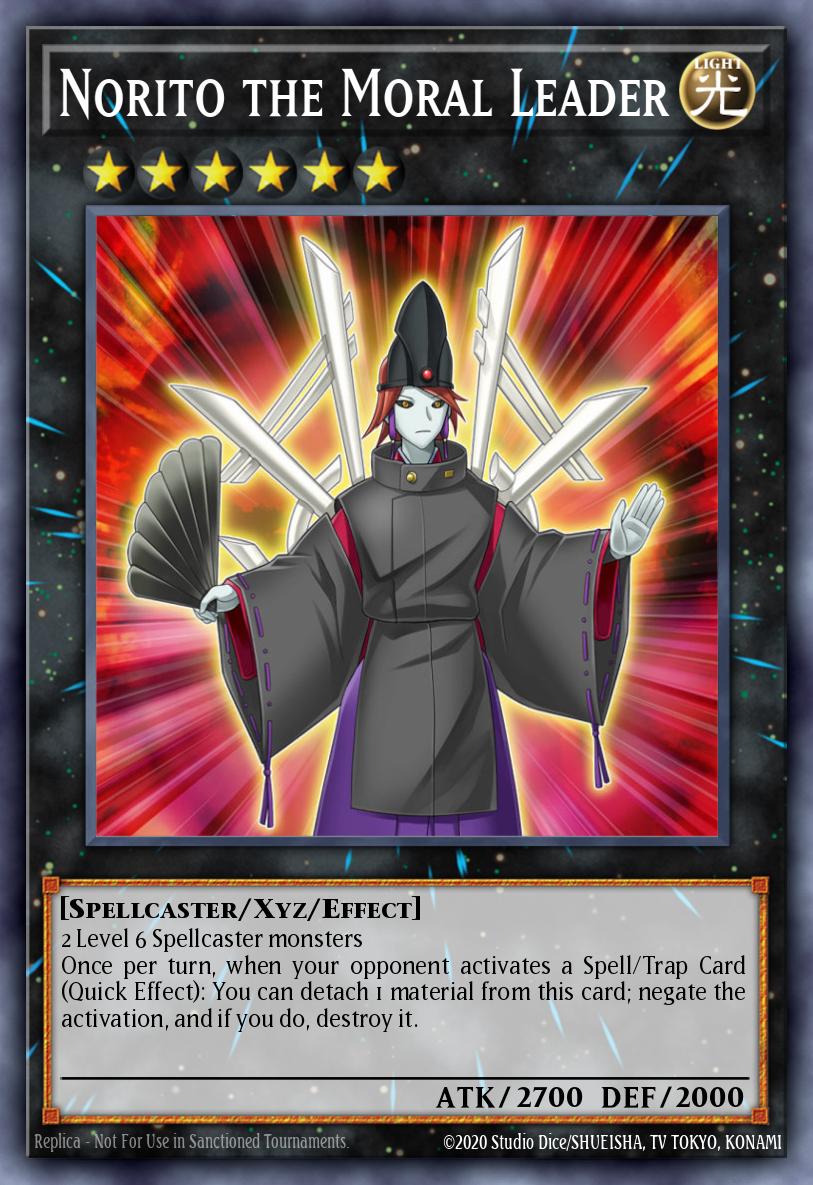 Norito the Moral Leader
LIGHT
光
[Spellcaster/Xyz/Effect]
2 Level 6 Spellcaster monsters
Once per turn, when your opponent activates a Spell/Trap Card
(Quick Effect): You can detach 1 material from this card; negate the
activation, and if you do, destroy it.
ATK/2700 DEF/2000
Replica - Not For Use in Sanctioned Tournaments.
©2020 Studio Dice/SHUEISHA, TV TOKYO, KONAMI